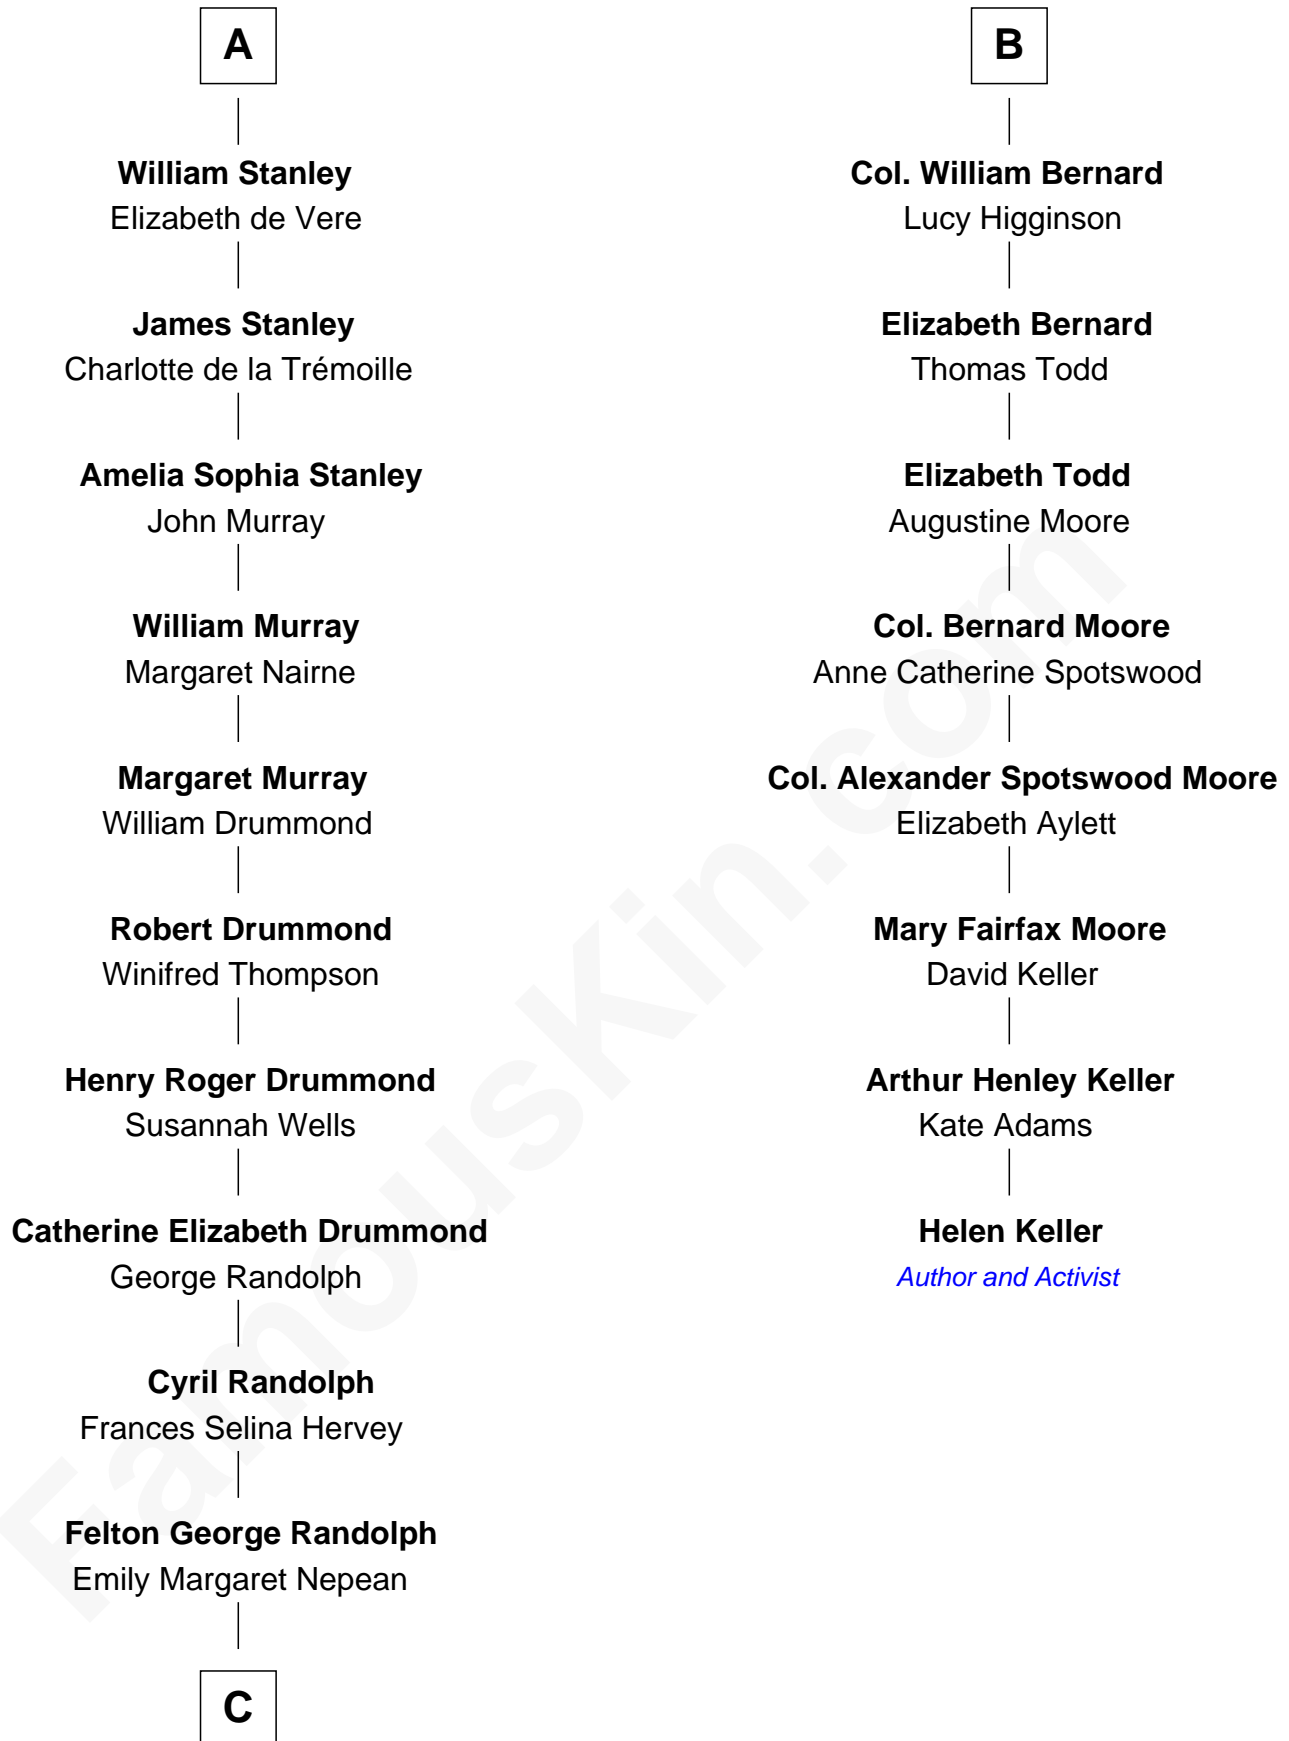 A
William Stanley
Elizabeth de Vere
James Stanley
Charlotte de la Trémoille
Amelia Sophia Stanley
John Murray
William Murray
Margaret Nairne
Margaret Murray
William Drummond
Robert Drummond
Winifred Thompson
Henry Roger Drummond
Susannah Wells
Catherine Elizabeth Drummond
George Randolph
Cyril Randolph
Frances Selina Hervey
Felton George Randolph
Emily Margaret Nepean
C
B
Col. William Bernard
Lucy Higginson
Elizabeth Bernard
Thomas Todd
Elizabeth Todd
Augustine Moore
Col. Bernard Moore
Anne Catherine Spotswood
Col. Alexander Spotswood Moore
Elizabeth Aylett
Mary Fairfax Moore
David Keller
Arthur Henley Keller
Kate Adams
Helen Keller
Author and Activist
FamousKin.com